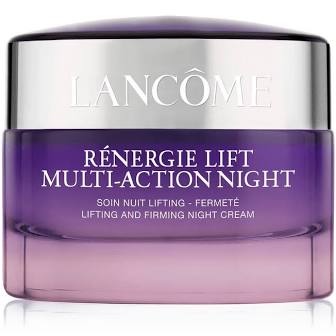 LANCÔME
RÉNERGIE LIFT
MULTI-ACTION NIGHT
SOIN NUIT LIFTING - FERMETÉ
LIFTING AND FIRMING NIGHT CREAM